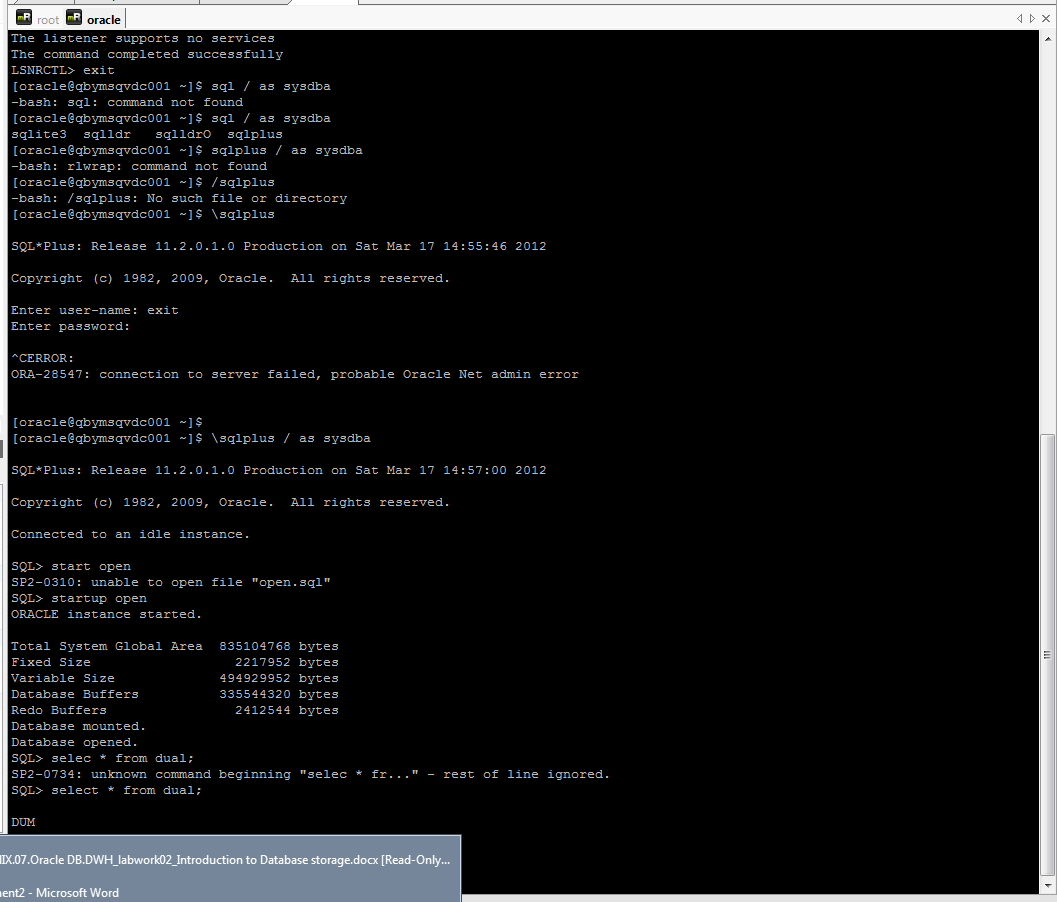 root oracle
The listener supports no services
The command completed successfully
LSNRCTL> exit
[oracle@qbymsqvdc001 ~]$ sql / as sysdba
-bash: sql: command not found
[oracle@qbymsqvdc001 ~]$ sql / as sysdba
sqlite3  sqlldr   sqlldrO  sqlplus
[oracle@qbymsqvdc001 ~]$ sqlplus / as sysdba
-bash: rlwrap: command not found
[oracle@qbymsqvdc001 ~]$ /sqlplus
-bash: /sqlplus: No such file or directory
[oracle@qbymsqvdc001 ~]$ \sqlplus
SQL*Plus: Release 11.2.0.1.0 Production on Sat Mar 17 14:55:46 2012
Copyright (c) 1982, 2009, Oracle.  All rights reserved.
Enter user-name: exit
Enter password:
^CERROR:
ORA-28547: connection to server failed, probable Oracle Net admin error
[oracle@qbymsqvdc001 ~]$
[oracle@qbymsqvdc001 ~]$ \sqlplus / as sysdba
SQL*Plus: Release 11.2.0.1.0 Production on Sat Mar 17 14:57:00 2012
Copyright (c) 1982, 2009, Oracle.  All rights reserved.
Connected to an idle instance.
SQL> start open
SP2-0310: unable to open file "open.sql"
SQL> startup open
ORACLE instance started.
Total System Global Area  835104768 bytes
Fixed Size                  2217952 bytes
Variable Size             494929952 bytes
Database Buffers          335544320 bytes
Redo Buffers                2412544 bytes
Database mounted.
Database opened.
SQL> selec * from dual;
SP2-0734: unknown command beginning "selec * fr..." - rest of line ignored.
SQL> select * from dual;
DUM
IX.07.Oracle DB.DWH_labwork02_Introduction to Database storage.docx [Read-Only...
ent2 - Microsoft Word